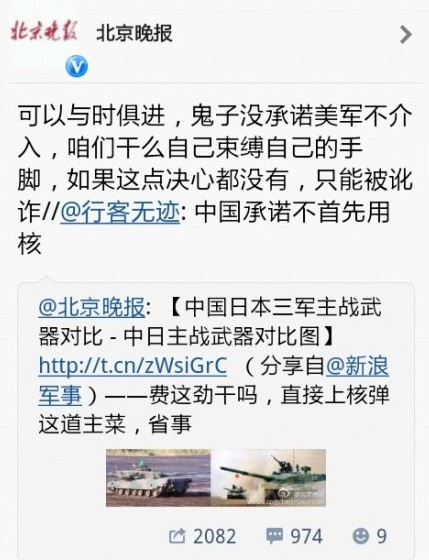 北京晚报 北京晚报
可以与时俱进，鬼子没承诺美军不介
入，咱们干么自己束缚自己的手
脚，如果这点决心都没有，只能被讹
诈//@行客无迹: 中国承诺不首先用
核
@北京晚报: 【中国日本三军主战武
器对比 - 中日主战武器对比图】
http://t.cn/zWsiGrC （分享自@新浪
军事）——费这劲干吗，直接上核弹
这道主菜，省事
2082 974 9